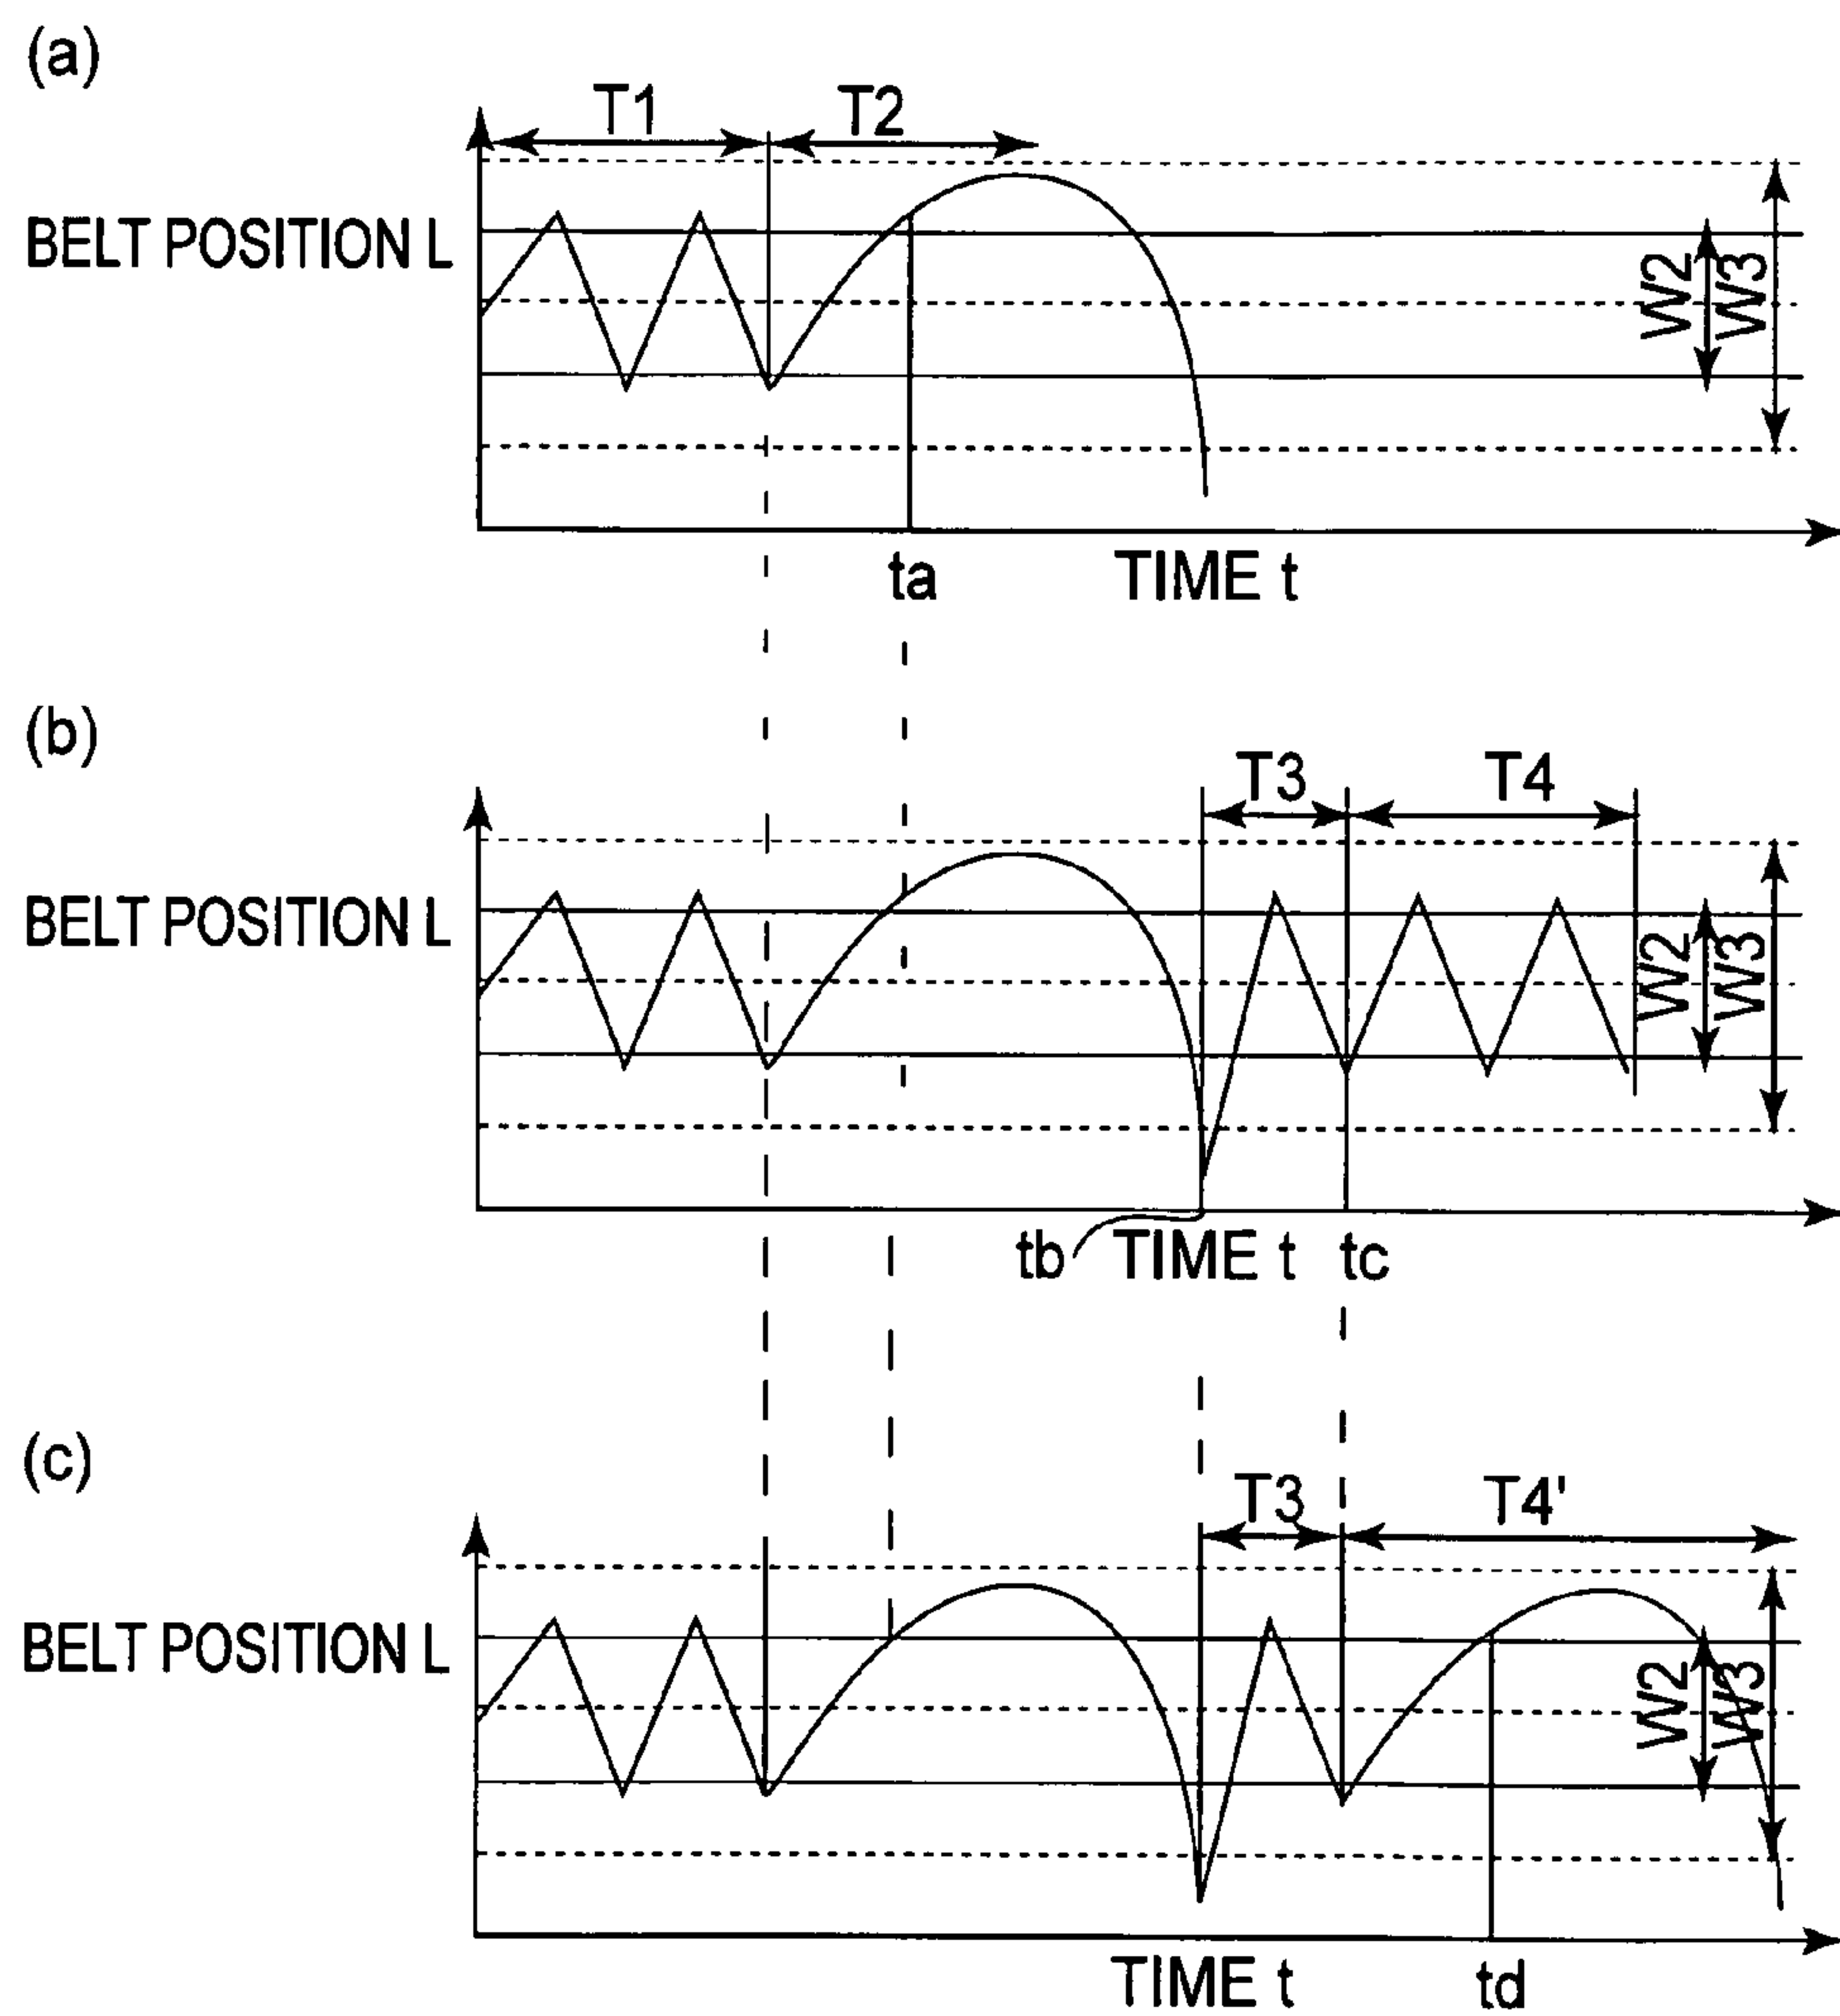 (a)
T1 T2
BELT POSITION L
W2 W3
ta TIME t
(b)
T3 T4
BELT POSITION L
W2 W3
tb TIME t tc
(c)
T3 T4'
BELT POSITION L
W2 W3
TIME t td